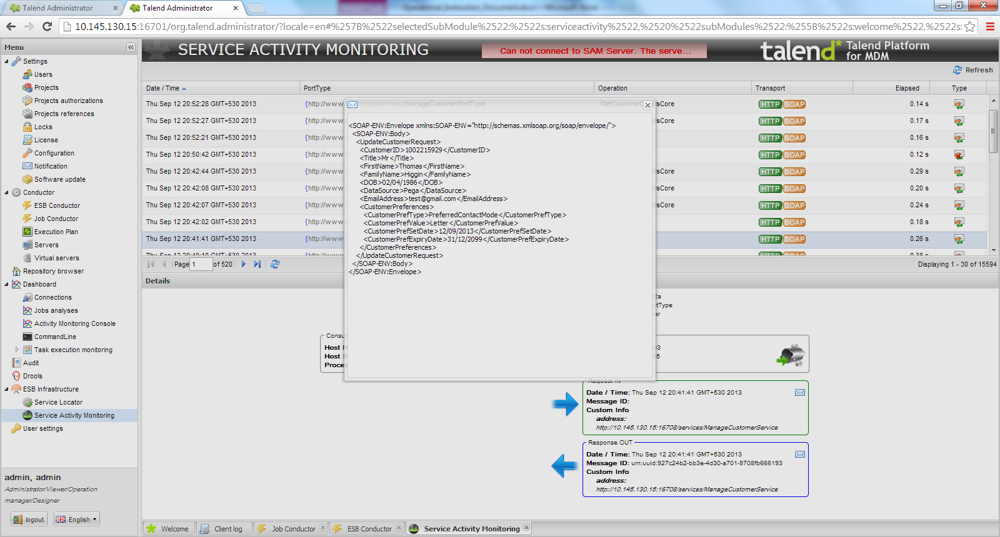 Talend Administrator
Talend Administrator
10.145.130.15:16701/org.talend.administrator/?locale=en#%257B%2522selectedSubModule%2522:%2522s:serviceactivity%2522,%2520%2522subModules%2522:%255B%2522s:welcome%2522,%2522s:
Menu
Settings
Users
Projects
Projects authorizations
Projects references
Locks
License
Configuration
Notification
Software update
Conductor
ESB Conductor
Job Conductor
Execution Plan
Servers
Virtual servers
Repository browser
Dashboard
Connections
Jobs analyses
Activity Monitoring Console
CommandLine
Task execution monitoring
Audit
Drools
ESB Infrastructure
Service Locator
Service Activity Monitoring
User settings
admin, admin
Administrator/Viewer/Operation
manager/Designer
logout
English
SERVICE ACTIVITY MONITORING
Can not connect to SAM Server. The serve...
talend*
Talend Platform
for MDM
Refresh
Date / Time PortType Operation Transport Elapsed Type
Thu Sep 12 20:52:28 GMT+530 2013 {http://www. nd.org/service/}ManageCustomerPortType GetCustomerD lsCore HTTP SOAP 0.14 s
Thu Sep 12 20:52:27 GMT+530 2013 {http://www. lsCore HTTP SOAP 0.17 s
Thu Sep 12 20:52:21 GMT+530 2013 {http://www. HTTP SOAP 0.16 s
Thu Sep 12 20:50:42 GMT+530 2013 {http://www. HTTP SOAP 0.12 s
Thu Sep 12 20:42:44 GMT+530 2013 {http://www. lsCore HTTP SOAP 0.29 s
Thu Sep 12 20:42:08 GMT+530 2013 {http://www. lsCore HTTP SOAP 0.20 s
Thu Sep 12 20:42:07 GMT+530 2013 {http://www. lsCore HTTP SOAP 0.24 s
Thu Sep 12 20:42:02 GMT+530 2013 {http://www. HTTP SOAP 0.18 s
Thu Sep 12 20:41:41 GMT+530 2013 {http://www. HTTP SOAP 0.26 s
<SOAP-ENV:Envelope xmlns:SOAP-ENV="http://schemas.xmlsoap.org/soap/envelope/">
<SOAP-ENV:Body>
<UpdateCustomerRequest>
<CustomerID>1002215929</CustomerID>
<Title>Mr</Title>
<FirstName>Thomas</FirstName>
<FamilyName>Higgin</FamilyName>
<DOB>02/04/1986</DOB>
<DataSource>Pega</DataSource>
<EmailAddress>test@gmail.com</EmailAddress>
<CustomerPreferences>
<CustomerPrefType>PreferredContactMode</CustomerPrefType>
<CustomerPrefValue>Letter</CustomerPrefValue>
<CustomerPrefSetDate>12/09/2013</CustomerPrefSetDate>
<CustomerPrefExpiryDate>31/12/2099</CustomerPrefExpiryDate>
</CustomerPreferences>
</UpdateCustomerRequest>
</SOAP-ENV:Body>
</SOAP-ENV:Envelope>
Page 1 of 520
Displaying 1 - 30 of 15594
Details
2a
rtType
er
Consu
Host N 03
Host I 5
Proces
Request IN
Date / Time: Thu Sep 12 20:41:41 GMT+530 2013
Message ID:
Custom Info
address:
http://10.145.130.15:16708/services/ManageCustomerService
Response OUT
Date / Time: Thu Sep 12 20:41:41 GMT+530 2013
Message ID: urn:uuid:927c24b2-bb3e-4d30-a701-9708fb666193
Custom Info
address:
http://10.145.130.15:16708/services/ManageCustomerService
Welcome
Client log
Job Conductor
ESB Conductor
Service Activity Monitoring